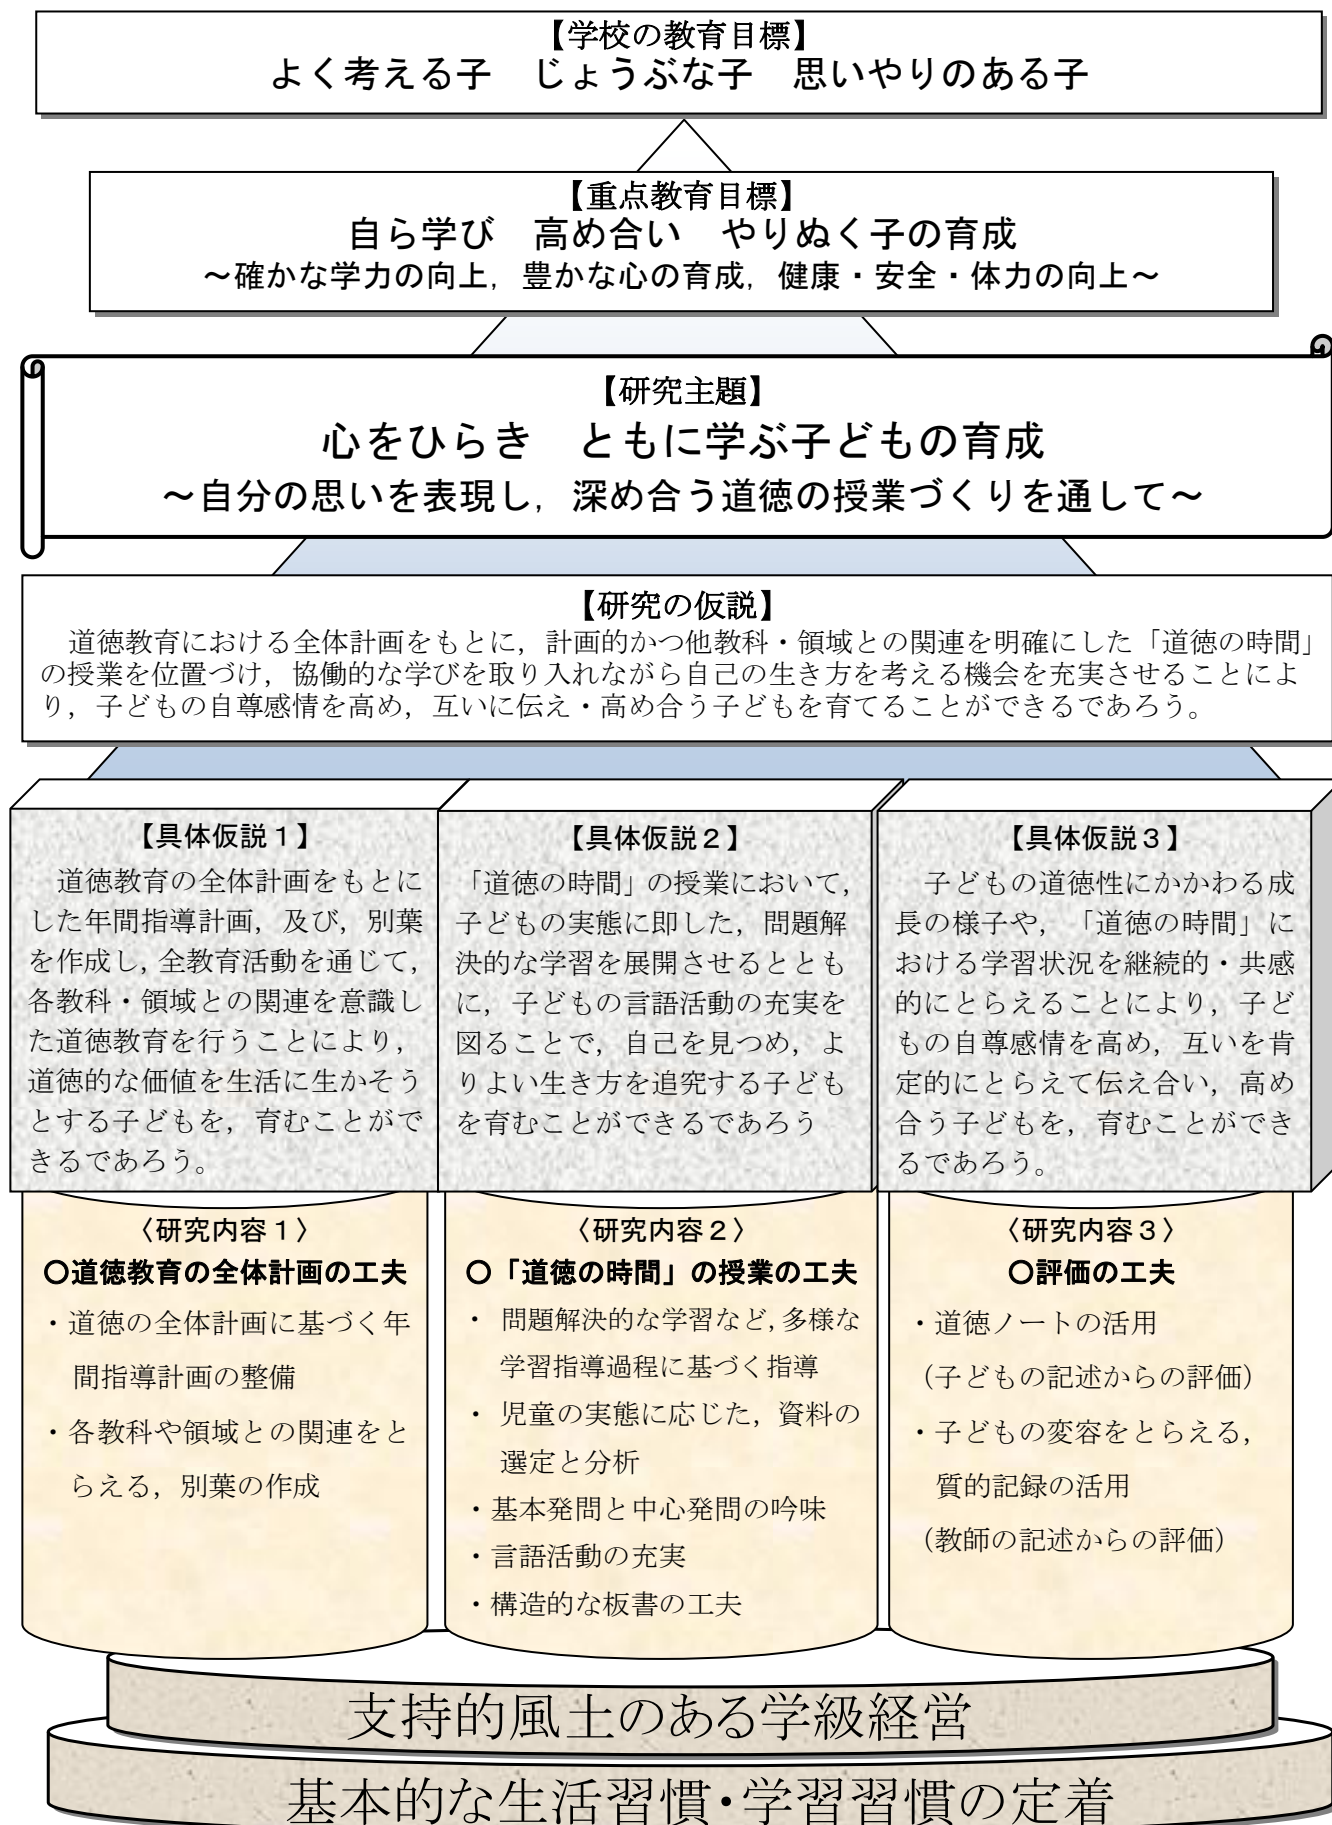 【学校の教育目標】
よく考える子　じょうぶな子　思いやりのある子
【重点教育目標】
自ら学び　高め合い　やりぬく子の育成
～確かな学力の向上，豊かな心の育成，健康・安全・体力の向上～
【研究主題】
心をひらき　ともに学ぶ子どもの育成
～自分の思いを表現し，深め合う道徳の授業づくりを通して～
【研究の仮説】
道徳教育における全体計画をもとに，計画的かつ他教科・領域との関連を明確にした「道徳の時間」
の授業を位置づけ，協働的な学びを取り入れながら自己の生き方を考える機会を充実させることによ
り，子どもの自尊感情を高め，互いに伝え・高め合う子どもを育てることができるであろう。
【具体仮説１】
道徳教育の全体計画をもとに
した年間指導計画，及び，別葉
を作成し，全教育活動を通じて，
各教科・領域との関連を意識し
た道徳教育を行うことにより，
道徳的な価値を生活に生かそう
とする子どもを，育むことがで
きるであろう。
【具体仮説２】
「道徳の時間」の授業において，
子どもの実態に即した，問題解
決的な学習を展開させるととも
に，子どもの言語活動の充実を
図ることで，自己を見つめ，よ
りよい生き方を追究する子ども
を育むことができるであろう
【具体仮説３】
子どもの道徳性にかかわる成
長の様子や，「道徳の時間」に
おける学習状況を継続的・共感
的にとらえることにより，子ど
もの自尊感情を高め，互いを肯
定的にとらえて伝え合い，高め
合う子どもを，育むことができ
るであろう。
〈研究内容１〉
〇道徳教育の全体計画の工夫
・道徳の全体計画に基づく年
間指導計画の整備
・各教科や領域との関連をと
らえる，別葉の作成
〈研究内容２〉
〇「道徳の時間」の授業の工夫
・ 問題解決的な学習など，多様な
学習指導過程に基づく指導
・ 児童の実態に応じた，資料の
選定と分析
・基本発問と中心発問の吟味
・言語活動の充実
・構造的な板書の工夫
〈研究内容３〉
〇評価の工夫
・道徳ノートの活用
（子どもの記述からの評価）
・子どもの変容をとらえる，
質的記録の活用
（教師の記述からの評価）
支持的風土のある学級経営
基本的な生活習慣・学習習慣の定着